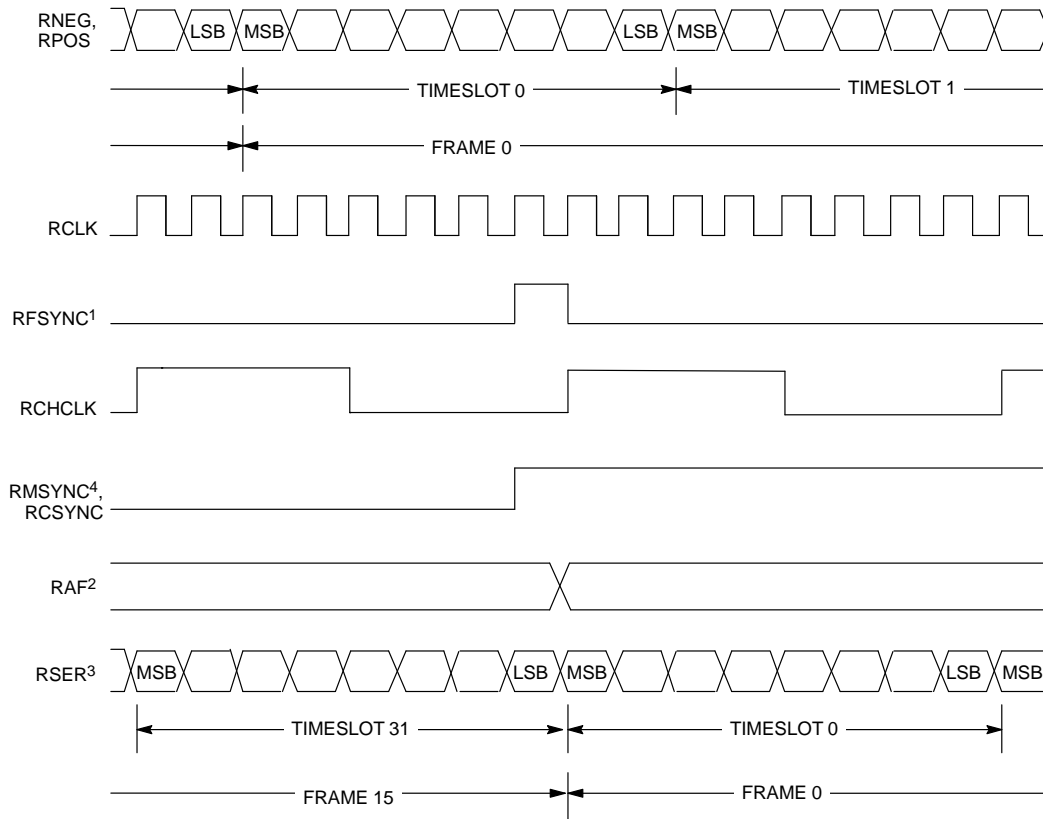 RNEG,
RPOS
LSB MSB LSB MSB
TIMESLOT 0 TIMESLOT 1
FRAME 0
RCLK
RFSYNC1
RCHCLK
RMSYNC4,
RCSYNC
RAF2
RSER3
MSB LSB MSB LSB MSB
TIMESLOT 31 TIMESLOT 0
FRAME 15 FRAME 0